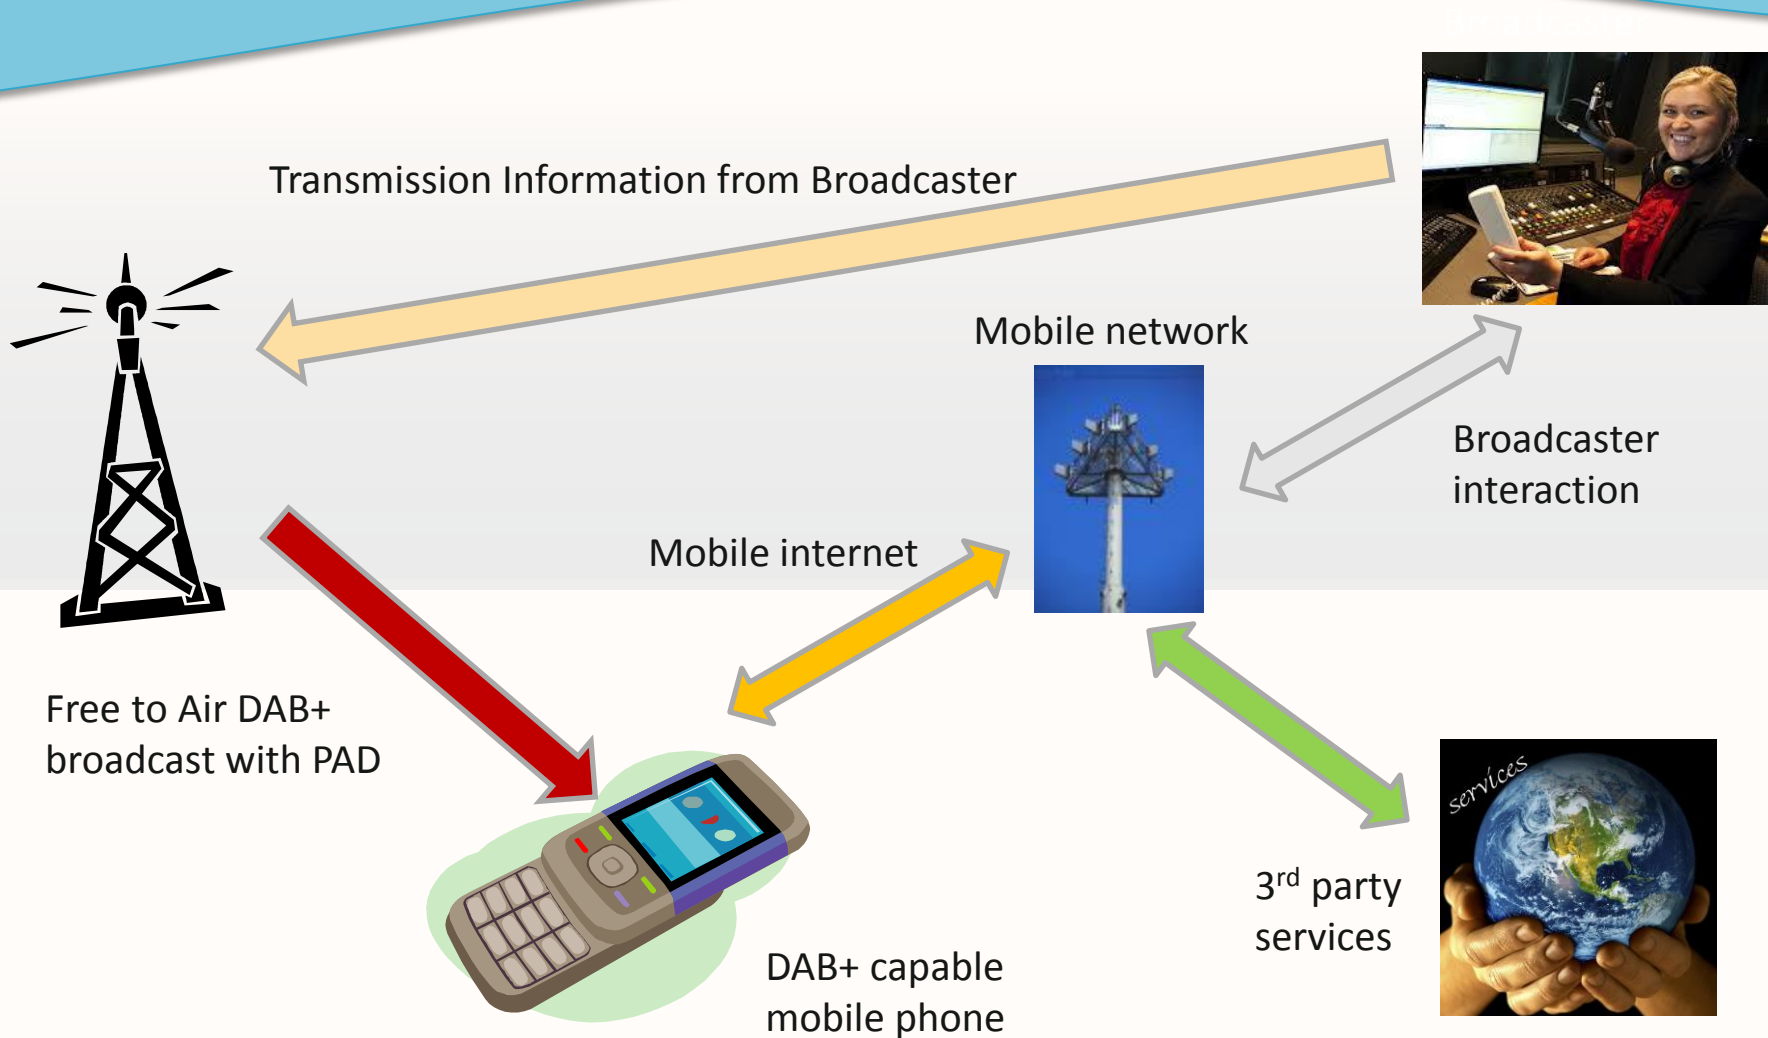 Broadcaster
Transmission Information from Broadcaster
Mobile network
Broadcaster
interaction
Mobile internet
Free to Air DAB+
broadcast with PAD
services
3rd party
services
DAB+ capable
mobile phone